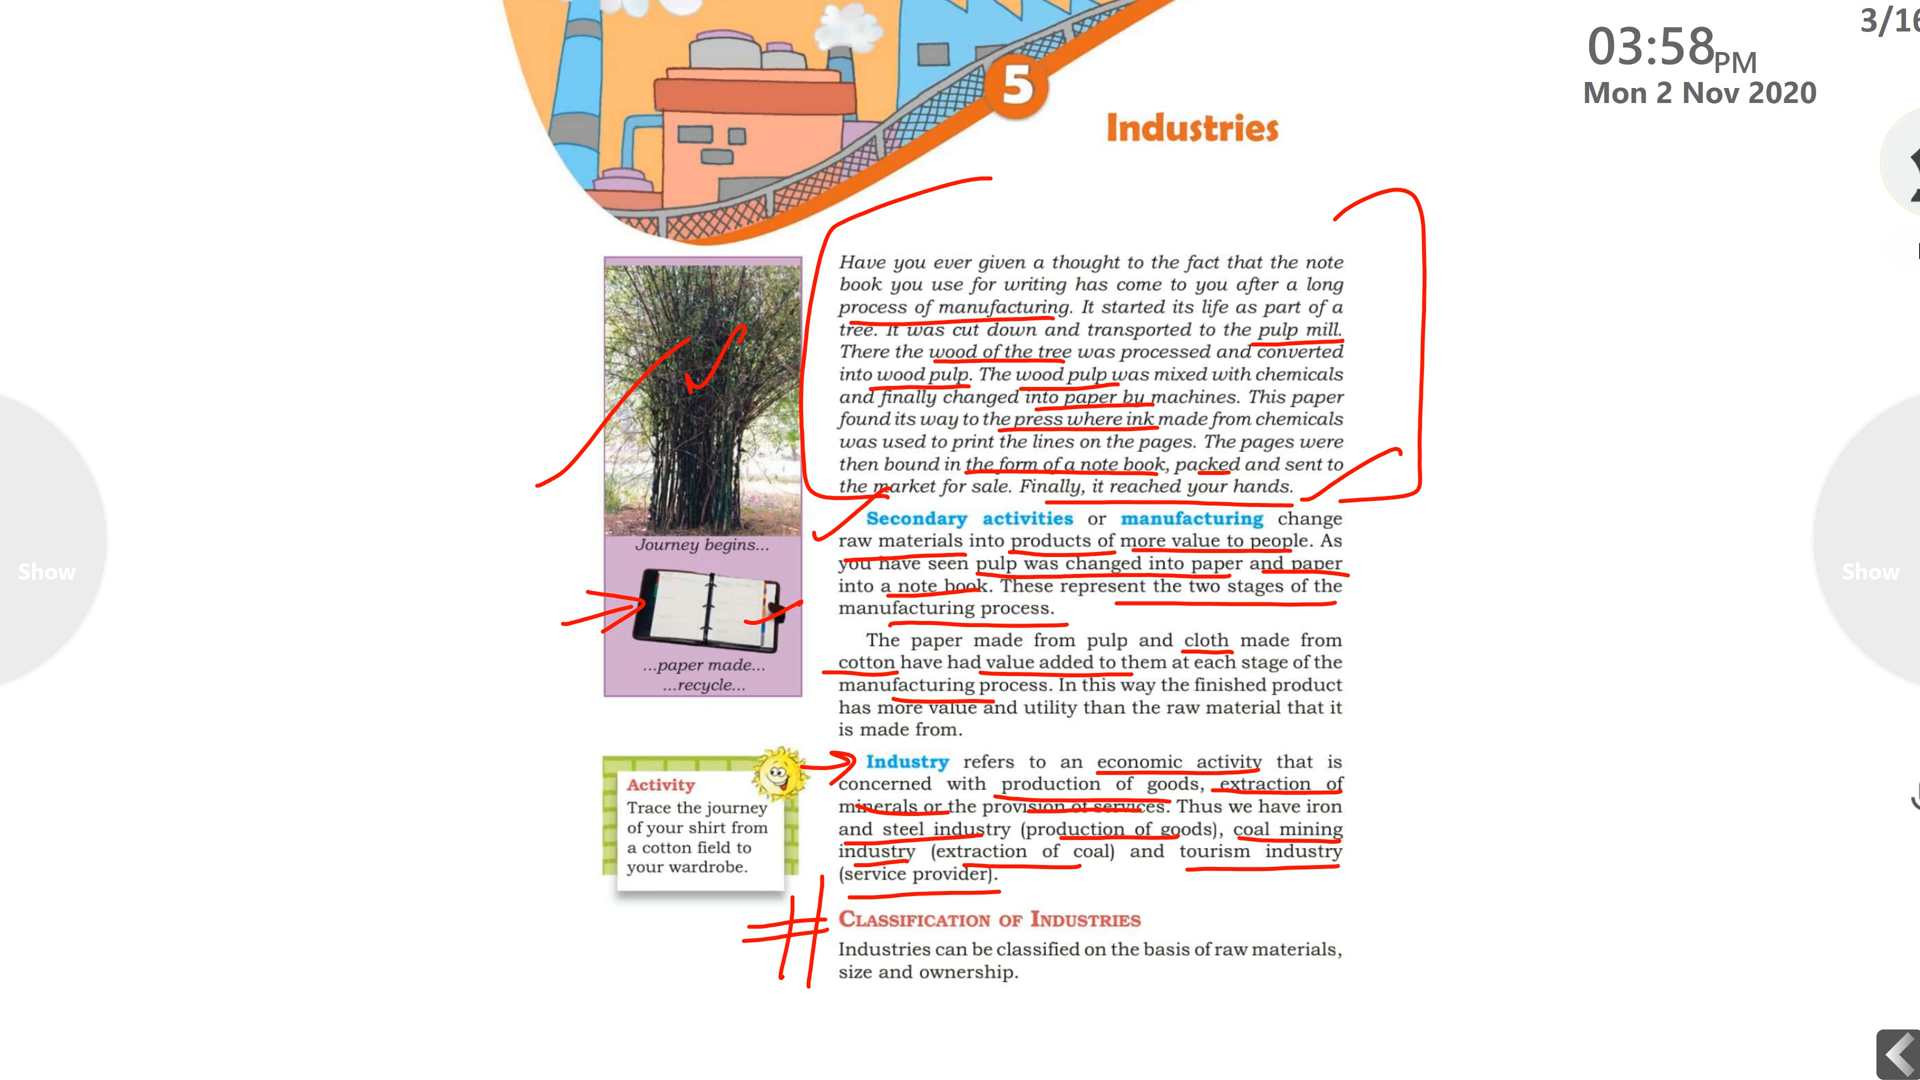 03:58PM
Mon 2 Nov 2020
5
Industries
Have you ever given a thought to the fact that the note
book you use for writing has come to you after a long
process of manufacturing. It started its life as part of a
tree. It was cut down and transported to the pulp mill.
There the wood of the tree was processed and converted
into wood pulp. The wood pulp was mixed with chemicals
and finally changed into paper by machines. This paper
found its way to the press where ink made from chemicals
was used to print the lines on the pages. The pages were
then bound in the form of a note book, packed and sent to
the market for sale. Finally, it reached your hands.
Secondary activities or manufacturing change
raw materials into products of more value to people. As
you have seen pulp was changed into paper and paper
into a note book. These represent the two stages of the
manufacturing process.
The paper made from pulp and cloth made from
cotton have had value added to them at each stage of the
manufacturing process. In this way the finished product
has more value and utility than the raw material that it
is made from.
Industry refers to an economic activity that is
concerned with production of goods, extraction of
minerals or the provision of services. Thus we have iron
and steel industry (production of goods), coal mining
industry (extraction of coal) and tourism industry
(service provider).
CLASSIFICATION OF INDUSTRIES
Industries can be classified on the basis of raw materials,
size and ownership.
Journey begins...
...paper made...
...recycle...
Activity
Trace the journey
of your shirt from
a cotton field to
your wardrobe.
Show
Show